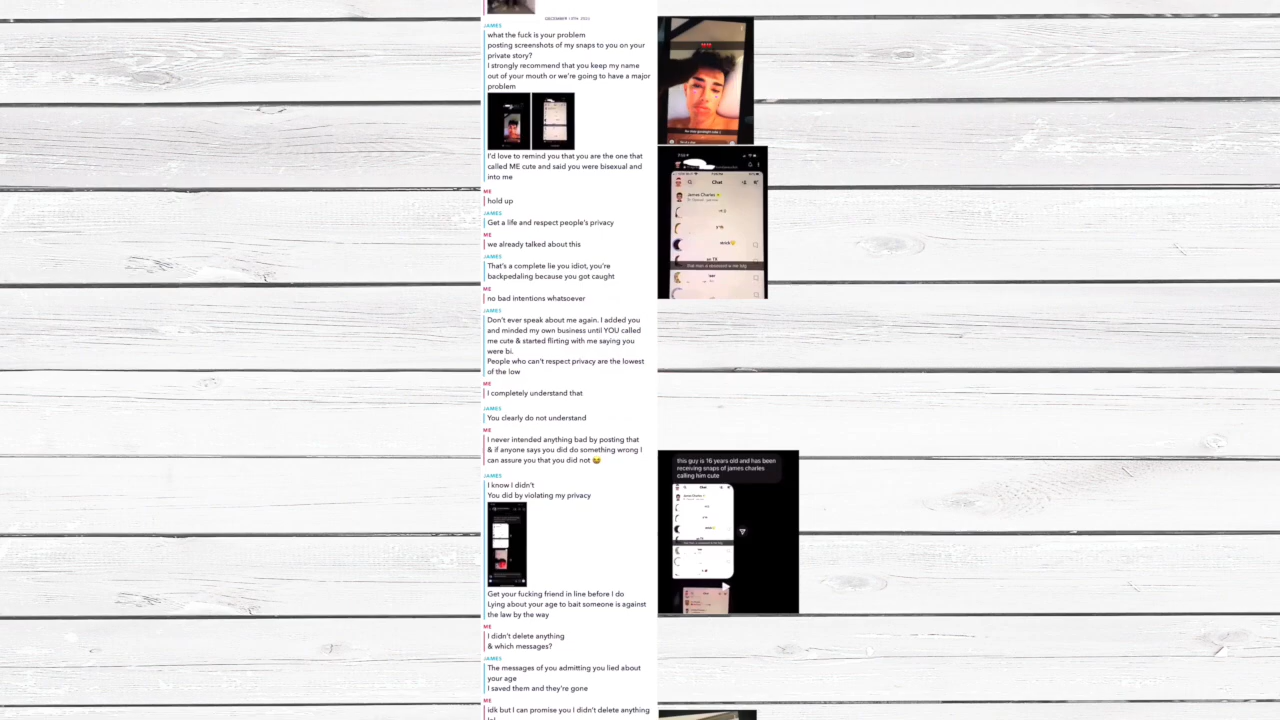 DECEMBER 13TH 2021
JAMES
what the fuck is your problem
posting screenshots of my snaps to you on your
private story?
I strongly recommend that you keep my name
out of your mouth or we're going to have a major
problem
I'd love to remind you that you are the one that
called ME cute and said you were bisexual and
into me
ME
hold up
JAMES
Get a life and respect people's privacy
ME
we already talked about this
JAMES
That's a complete lie you idiot, you're
backpedaling because you got caught
ME
no bad intentions whatsoever
JAMES
Don't ever speak about me again. I added you
and minded my own business until YOU called
me cute & started flirting with me saying you
were bi.
People who can't respect privacy are the lowest
of the low
ME
I completely understand that
JAMES
You clearly do not understand
ME
I never intended anything bad by posting that
& if anyone says you did do something wrong I
can assure you that you did not 😆
JAMES
I know I didn't
You did by violating my privacy
Get your fucking friend in line before I do
Lying about your age to bait someone is against
the law by the way
ME
I didn't delete anything
& which messages?
JAMES
The messages of you admitting you lied about
your age
I saved them and they're gone
ME
idk but I can promise you I didn't delete anything
Chat
James Charles
this guy is 16 years old and has been
receiving snaps of james charles
calling him cute
Chat